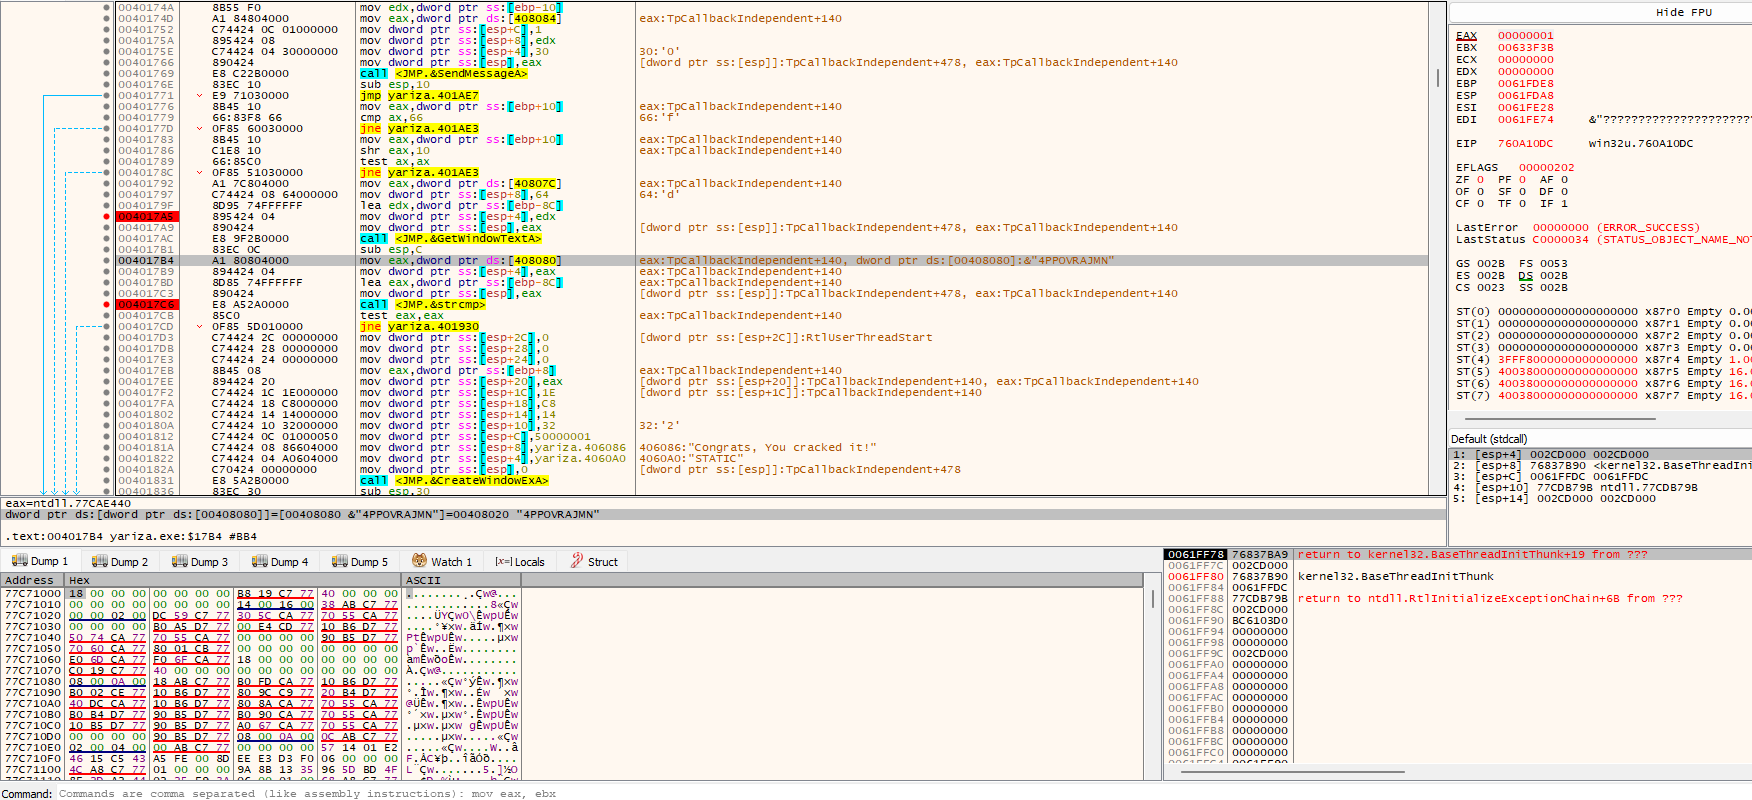 0040174A 8B55 F0 mov edx,dword ptr ss:[ebp-10]
0040174D A1 84804000 mov eax,dword ptr ds:[408084] eax:TpCallbackIndependent+140
00401752 C74424 0C 01000000 mov dword ptr ss:[esp+C],1
0040175A 895424 08 mov dword ptr ss:[esp+8],edx
0040175E C74424 04 30000000 mov dword ptr ss:[esp+4],30 30:'0'
00401766 890424 mov dword ptr ss:[esp],eax [dword ptr ss:[esp]]:TpCallbackIndependent+478, eax:TpCallbackIndependent+140
00401769 E8 C22B0000 call <JMP.&SendMessageA>
0040176E 83EC 10 sub esp,10
00401771 E9 71030000 jmp yariza.401AE7
00401776 8B45 10 mov eax,dword ptr ss:[ebp+10] eax:TpCallbackIndependent+140
00401779 66:83F8 66 cmp ax,66 66:'f'
0040177D 0F85 60030000 jne yariza.401AE3
00401783 8B45 10 mov eax,dword ptr ss:[ebp+10] eax:TpCallbackIndependent+140
00401786 C1E8 10 shr eax,10 eax:TpCallbackIndependent+140
00401789 66:85C0 test ax,ax
0040178C 0F85 51030000 jne yariza.401AE3
00401792 A1 7C804000 mov eax,dword ptr ds:[40807C] eax:TpCallbackIndependent+140
00401797 C74424 08 64000000 mov dword ptr ss:[esp+8],64 64:'d'
0040179F 8D95 74FFFFFF lea edx,dword ptr ss:[ebp-8C]
004017A5 895424 04 mov dword ptr ss:[esp+4],edx
004017A9 890424 mov dword ptr ss:[esp],eax [dword ptr ss:[esp]]:TpCallbackIndependent+478, eax:TpCallbackIndependent+140
004017AC E8 9F2B0000 call <JMP.&GetWindowTextA>
004017B1 83EC 0C sub esp,C
004017B4 A1 80804000 mov eax,dword ptr ds:[408080] eax:TpCallbackIndependent+140, dword ptr ds:[00408080]:&"4PPOVRAJMN"
004017B9 894424 04 mov dword ptr ss:[esp+4],eax eax:TpCallbackIndependent+140
004017BD 8D85 74FFFFFF lea eax,dword ptr ss:[ebp-8C] eax:TpCallbackIndependent+140
004017C3 890424 mov dword ptr ss:[esp],eax [dword ptr ss:[esp]]:TpCallbackIndependent+478, eax:TpCallbackIndependent+140
004017C6 E8 A52A0000 call <JMP.&strcmp>
004017CB 85C0 test eax,eax eax:TpCallbackIndependent+140
004017CD 0F85 5D010000 jne yariza.401930
004017D3 C74424 2C 00000000 mov dword ptr ss:[esp+2C],0 [dword ptr ss:[esp+2C]]:RtlUserThreadStart
004017DB C74424 28 00000000 mov dword ptr ss:[esp+28],0
004017E3 C74424 24 00000000 mov dword ptr ss:[esp+24],0
004017EB 8B45 08 mov eax,dword ptr ss:[ebp+8] eax:TpCallbackIndependent+140
004017EE 894424 20 mov dword ptr ss:[esp+20],eax [dword ptr ss:[esp+20]]:TpCallbackIndependent+140, eax:TpCallbackIndependent+140
004017F2 C74424 1C 1E000000 mov dword ptr ss:[esp+1C],1E [dword ptr ss:[esp+1C]]:TpCallbackIndependent+140
004017FA C74424 18 C8000000 mov dword ptr ss:[esp+18],C8
00401802 C74424 14 14000000 mov dword ptr ss:[esp+14],14
0040180A C74424 10 32000000 mov dword ptr ss:[esp+10],32 32:'2'
00401812 C74424 0C 01000050 mov dword ptr ss:[esp+C],50000001
0040181A C74424 08 86604000 mov dword ptr ss:[esp+8],yariza.406086 406086:"Congrats, You cracked it!"
00401822 C74424 04 A0604000 mov dword ptr ss:[esp+4],yariza.4060A0 4060A0:"STATIC"
0040182A C70424 00000000 mov dword ptr ss:[esp],0 [dword ptr ss:[esp]]:TpCallbackIndependent+478
00401831 E8 5A2B0000 call <JMP.&CreateWindowExA>
00401836 83EC 30 sub esp,30
eax=ntdll.77CAE440
dword ptr ds:[dword ptr ds:[00408080]]=[00408080 &"4PPOVRAJMN"]=00408020 "4PPOVRAJMN"
.text:004017B4 yariza.exe:$17B4 #BB4
Hide FPU
EAX 00000001
EBX 00633F3B
ECX 00000000
EDX 00000000
EBP 0061FDE8
ESP 0061FDA8
ESI 0061FE28
EDI 0061FE74 &"??????????????????????
EIP 760A10DC win32u.760A10DC
EFLAGS 00000202
ZF 0 PF 0 AF 0
OF 0 SF 0 DF 0
CF 0 TF 0 IF 1
LastError 00000000 (ERROR_SUCCESS)
LastStatus C0000034 (STATUS_OBJECT_NAME_NOT
GS 002B FS 0053
ES 002B DS 002B
CS 0023 SS 002B
ST(0) 00000000000000000000 x87r0 Empty 0.00
ST(1) 00000000000000000000 x87r1 Empty 0.00
ST(2) 00000000000000000000 x87r2 Empty 0.00
ST(3) 00000000000000000000 x87r3 Empty 0.00
ST(4) 3FFF8000000000000000 x87r4 Empty 1.00
ST(5) 40038000000000000000 x87r5 Empty 16.0
ST(6) 40038000000000000000 x87r6 Empty 16.0
ST(7) 40038000000000000000 x87r7 Empty 16.0
Default (stdcall)
1: [esp+4] 002CD000 002CD000
2: [esp+8] 76837B90 <kernel32.BaseThreadIni
3: [esp+C] 0061FFDC 0061FFDC
4: [esp+10] 77CDB79B ntdll.77CDB79B
5: [esp+14] 002CD000 002CD000
Dump 1 Dump 2 Dump 3 Dump 4 Dump 5 Watch 1 [x=] Locals Struct
Address Hex ASCII
77C71000 18 00 00 00 00 00 00 00 B8 19 C7 77 40 00 00 00
77C71010 00 00 00 00 00 00 00 00 14 00 16 00 38 AB C7 77
77C71020 00 00 02 00 DC 59 C7 77 30 5C CA 77 70 55 CA 77
77C71030 00 00 00 00 B0 A5 D7 77 00 E4 CD 77 10 B6 D7 77
77C71040 50 74 CA 77 70 55 CA 77 00 00 00 00 90 B5 D7 77
77C71050 70 60 CA 77 80 01 CB 77 00 00 00 00 00 00 00 00
77C71060 E0 6D CA 77 F0 6F CA 77 18 00 00 00 00 00 00 00
77C71070 C0 19 C7 77 40 00 00 00 00 00 00 00 00 00 00 00
77C71080 08 00 0A 00 18 AB C7 77 B0 FD CA 77 10 B6 D7 77
77C71090 B0 02 CE 77 10 B6 D7 77 80 9C C9 77 20 B4 D7 77
77C710A0 40 DC CA 77 10 B6 D7 77 80 8A CA 77 70 55 CA 77
77C710B0 B0 B4 D7 77 90 B5 D7 77 B0 90 CA 77 70 55 CA 77
77C710C0 10 B5 D7 77 90 B5 D7 77 A0 67 CA 77 70 55 CA 77
77C710D0 00 00 00 00 90 B5 D7 77 08 00 0A 00 0C AB C7 77
77C710E0 02 00 04 00 00 AB C7 77 00 00 00 00 57 14 01 E2
77C710F0 46 15 C5 43 A5 FE 00 8D EE E3 D3 F0 06 00 00 00
77C71100 4C A8 C7 77 01 00 00 00 9A 8B 13 35 96 5D BD 4F
0061FF78 76837BA9 return to kernel32.BaseThreadInitThunk+19 from ???
0061FF7C 002CD000
0061FF80 76837B90 kernel32.BaseThreadInitThunk
0061FF84 0061FFDC
0061FF88 77CDB79B return to ntdll.RtlInitializeExceptionChain+6B from ???
0061FF8C 002CD000
0061FF90 BC6103D0
0061FF94 00000000
0061FF98 00000000
0061FF9C 002CD000
0061FFA0 00000000
0061FFA4 00000000
0061FFA8 00000000
0061FFAC 00000000
0061FFB0 00000000
0061FFB4 00000000
0061FFB8 00000000
0061FFBC 00000000
0061FFC0 00000000
Command: Commands are comma separated (like assembly instructions): mov eax, ebx